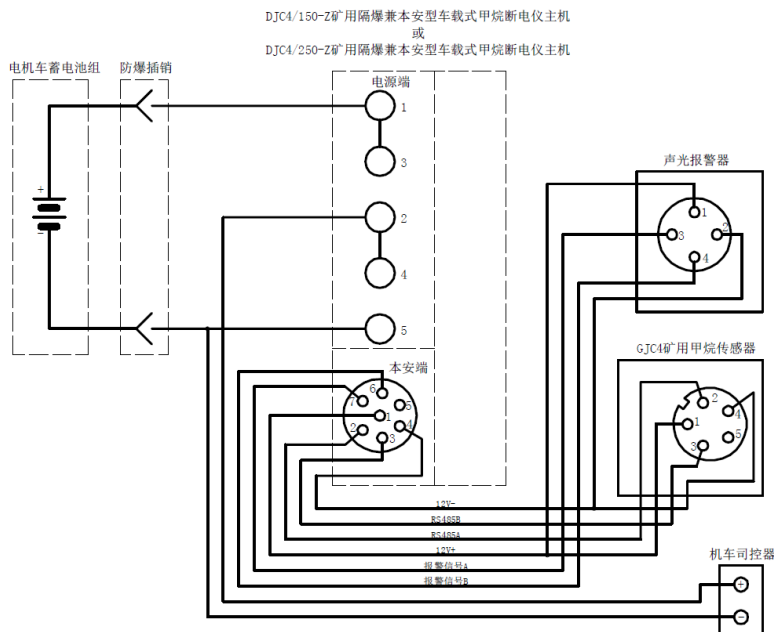 DJC4/150-Z矿用隔爆兼本安型车载式甲烷断电仪主机
或
DJC4/250-Z矿用隔爆兼本安型车载式甲烷断电仪主机
电机车蓄电池组
防爆插销
电源端
1
3
2
4
5
+
-
声光报警器
1
2
3
4
本安端
6
7
5
1
4
2
3
GJC4矿用甲烷传感器
2
4
1
5
3
12V-
RS485B
RS485A
12V+
报警信号A
报警信号B
机车司控器
+
-